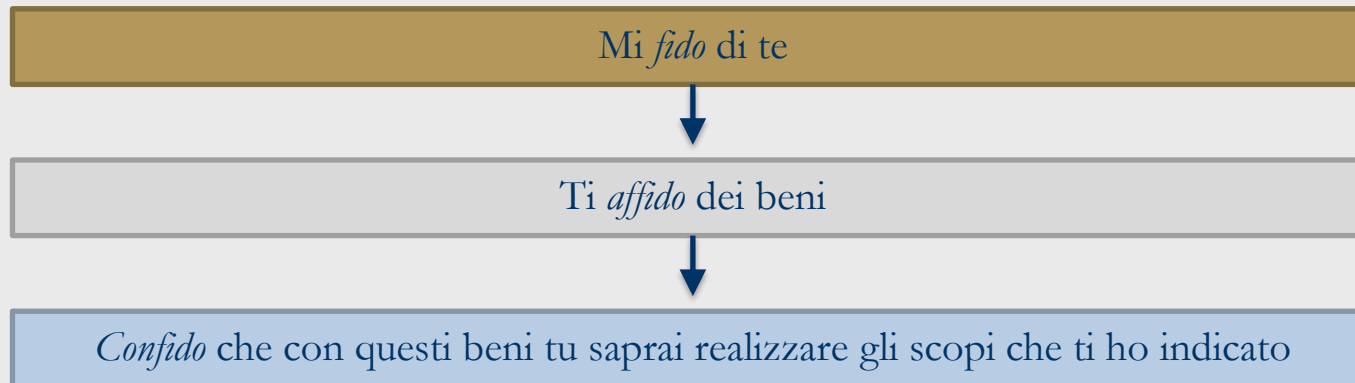 Mi fido di te
Ti affido dei beni
Confido che con questi beni tu saprai realizzare gli scopi che ti ho indicato